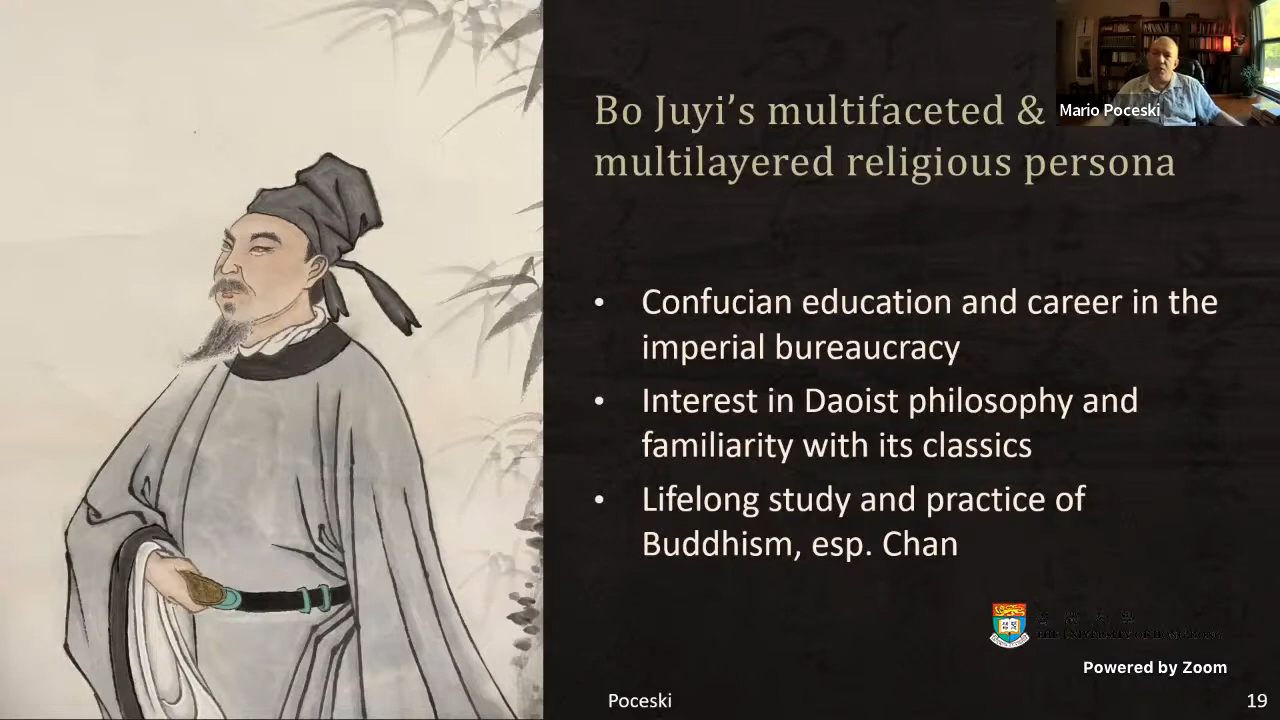 Bo Juyi’s multifaceted &
multilayered religious persona
Mario Poceski
• Confucian education and career in the
imperial bureaucracy
• Interest in Daoist philosophy and
familiarity with its classics
• Lifelong study and practice of
Buddhism, esp. Chan
THE UNIVERSITY OF HONG KONG
Powered by Zoom
Poceski
19